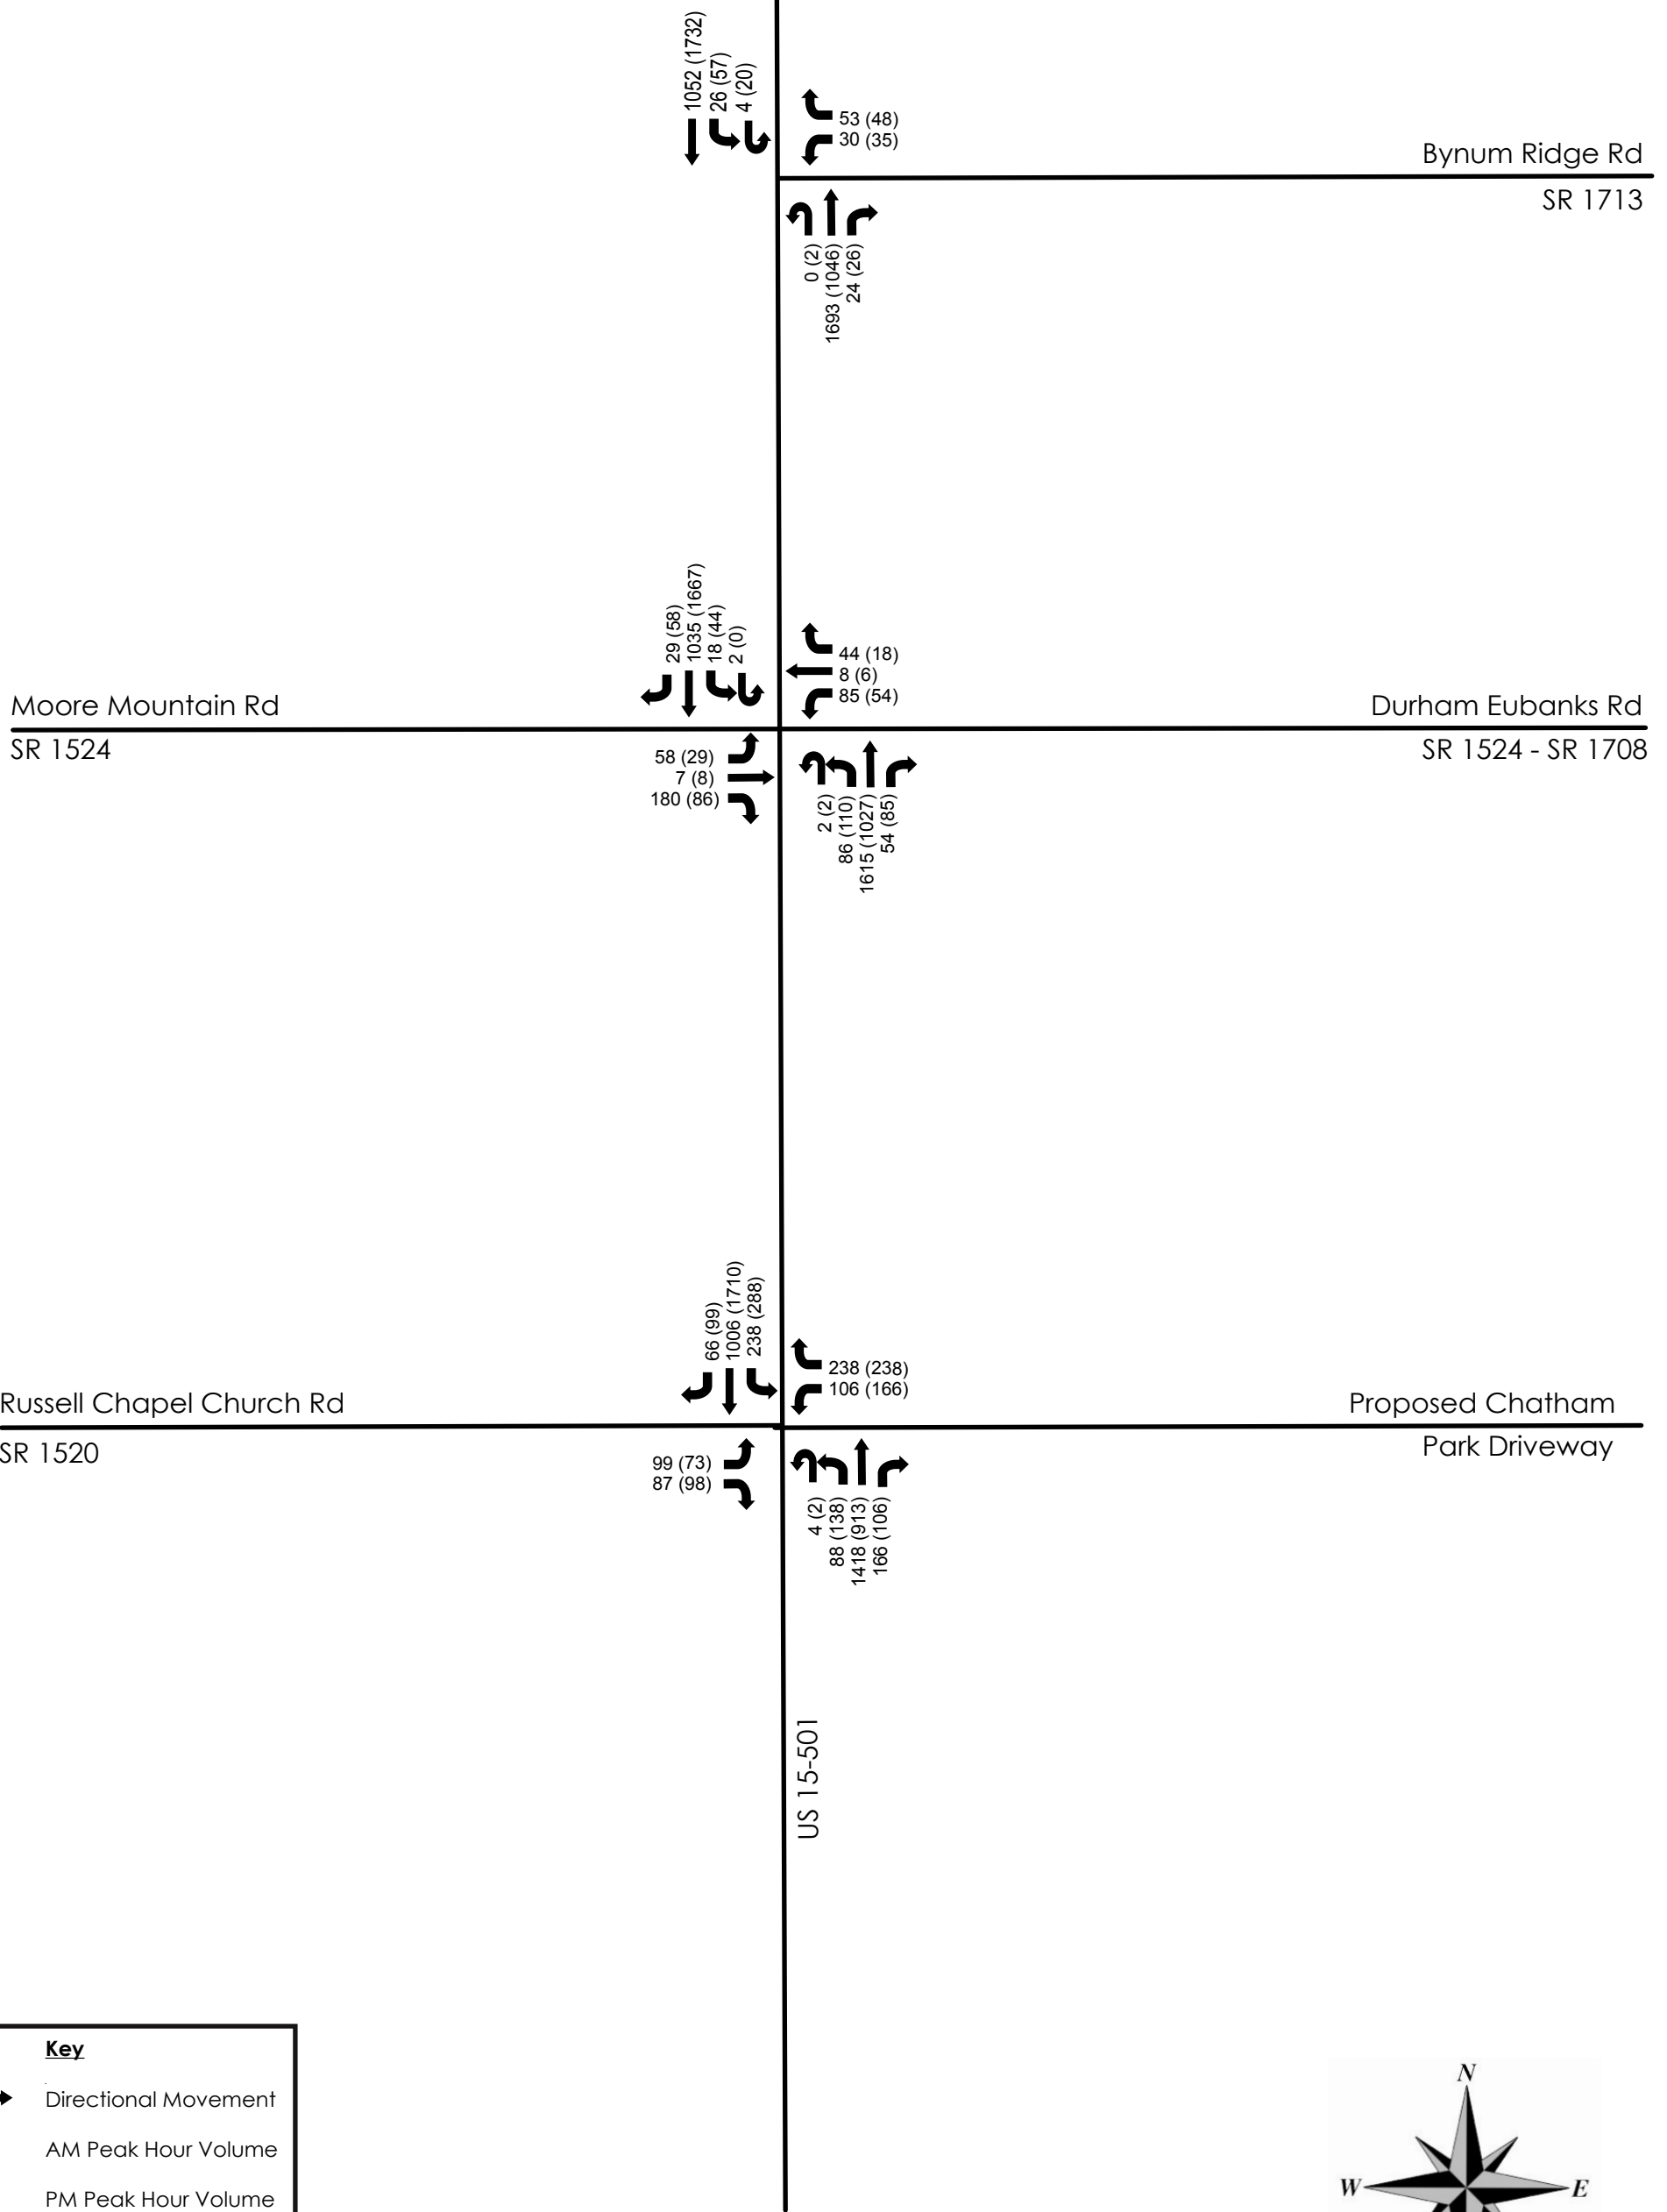 1052 (1732)
26 (57)
4 (20)
53 (48)
30 (35)
Bynum Ridge Rd
SR 1713
0 (2)
1693 (1046)
24 (26)
29 (58)
1035 (1667)
18 (44)
2 (0)
44 (18)
8 (6)
85 (54)
Moore Mountain Rd
SR 1524
Durham Eubanks Rd
SR 1524 - SR 1708
58 (29)
7 (8)
180 (86)
2 (2)
86 (110)
1615 (1027)
54 (85)
66 (99)
1006 (1710)
238 (288)
238 (238)
106 (166)
Russell Chapel Church Rd
SR 1520
Proposed Chatham
Park Driveway
99 (73)
87 (98)
4 (2)
88 (138)
1418 (913)
166 (106)
US 15-501
Key
Directional Movement
AM Peak Hour Volume
PM Peak Hour Volume
N
W
E